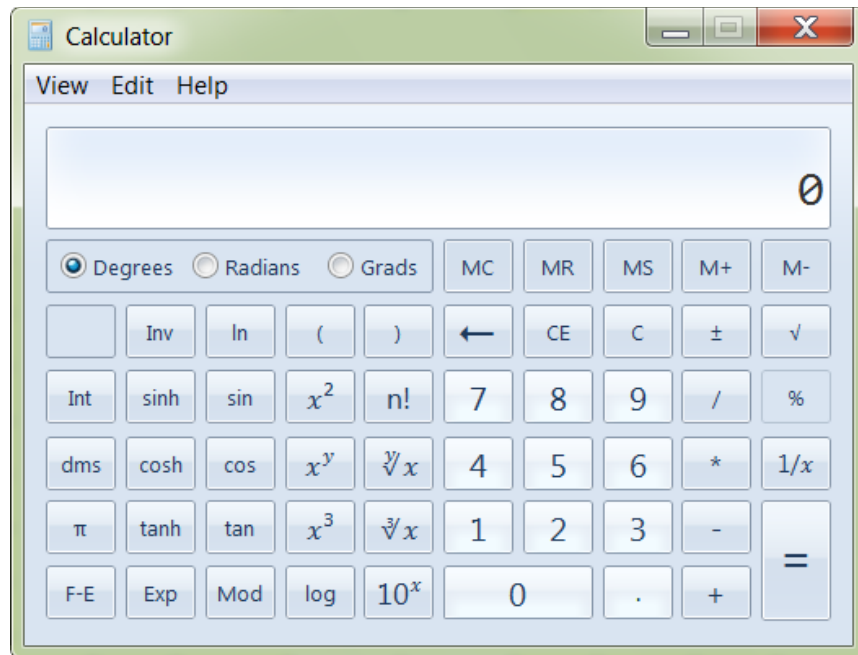 Calculator
View Edit Help
0
Degrees Radians Grads MC MR MS M+ M-
Inv ln ( ) ← CE C ± √
Int sinh sin x² n! 7 8 9 / %
dms cosh cos xʸ ʸ√x 4 5 6 * 1/x
π tanh tan x³ ³√x 1 2 3 - =
F-E Exp Mod log 10ˣ 0 . +